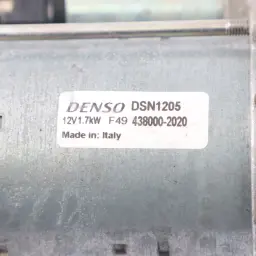 DENSO DSN1205
12V1.7kW F49 438000-2020
Made in: Italy